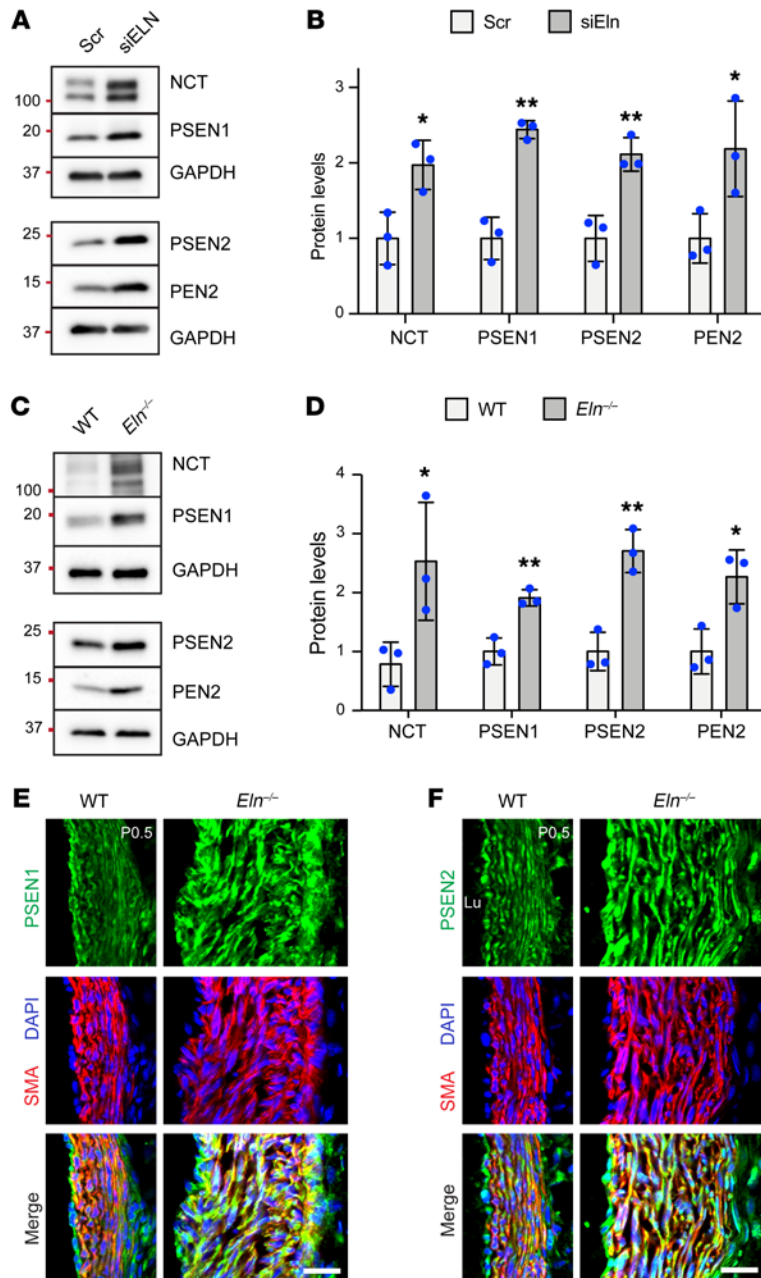 A
Scr siELN
NCT
100
20
PSEN1
37
GAPDH
25
PSEN2
15
PEN2
37
GAPDH
B
Scr siEln
Protein levels
3
2
1
0
* ** ** *
NCT PSEN1 PSEN2 PEN2
C
WT Eln–/–
NCT
100
20
PSEN1
37
GAPDH
25
PSEN2
15
PEN2
37
GAPDH
D
WT Eln–/–
Protein levels
4
3
2
1
0
* ** ** *
NCT PSEN1 PSEN2 PEN2
E
WT Eln–/–
P0.5
PSEN1
SMA DAPI
Merge
F
WT Eln–/–
P0.5
Lu
PSEN2
SMA DAPI
Merge